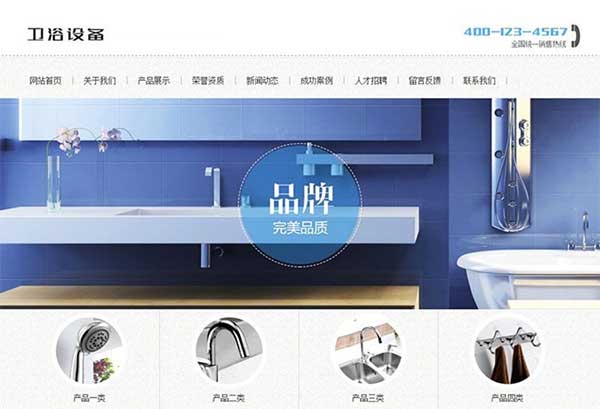 卫浴设备
400-123-4567
全国统一销售热线
网站首页 | 关于我们 | 产品展示 | 荣誉资质 | 新闻动态 | 成功案例 | 人才招聘 | 留言反馈 | 联系我们 |
品牌
完美品质
产品一类 产品二类 产品三类 产品四类